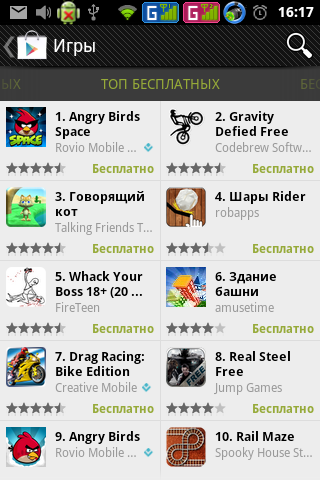 G G 16:17
Игры
ЫХ ТОП БЕСПЛАТНЫХ БЕС
1. Angry Birds
Space
Rovio Mobile ...
Бесплатно
2. Gravity
Defied Free
Codebrew Softw...
Бесплатно
3. Говорящий
кот
Talking Friends T...
Бесплатно
4. Шары Rider
robapps
Бесплатно
5. Whack Your
Boss 18+ (20 ...
FireTeen
Бесплатно
6. Здание
башни
amusetime
Бесплатно
7. Drag Racing:
Bike Edition
Creative Mobile
Бесплатно
8. Real Steel
Free
Jump Games
Бесплатно
9. Angry Birds
Rovio Mobile ...
10. Rail Maze
Spooky House St...
SPACE
FREE